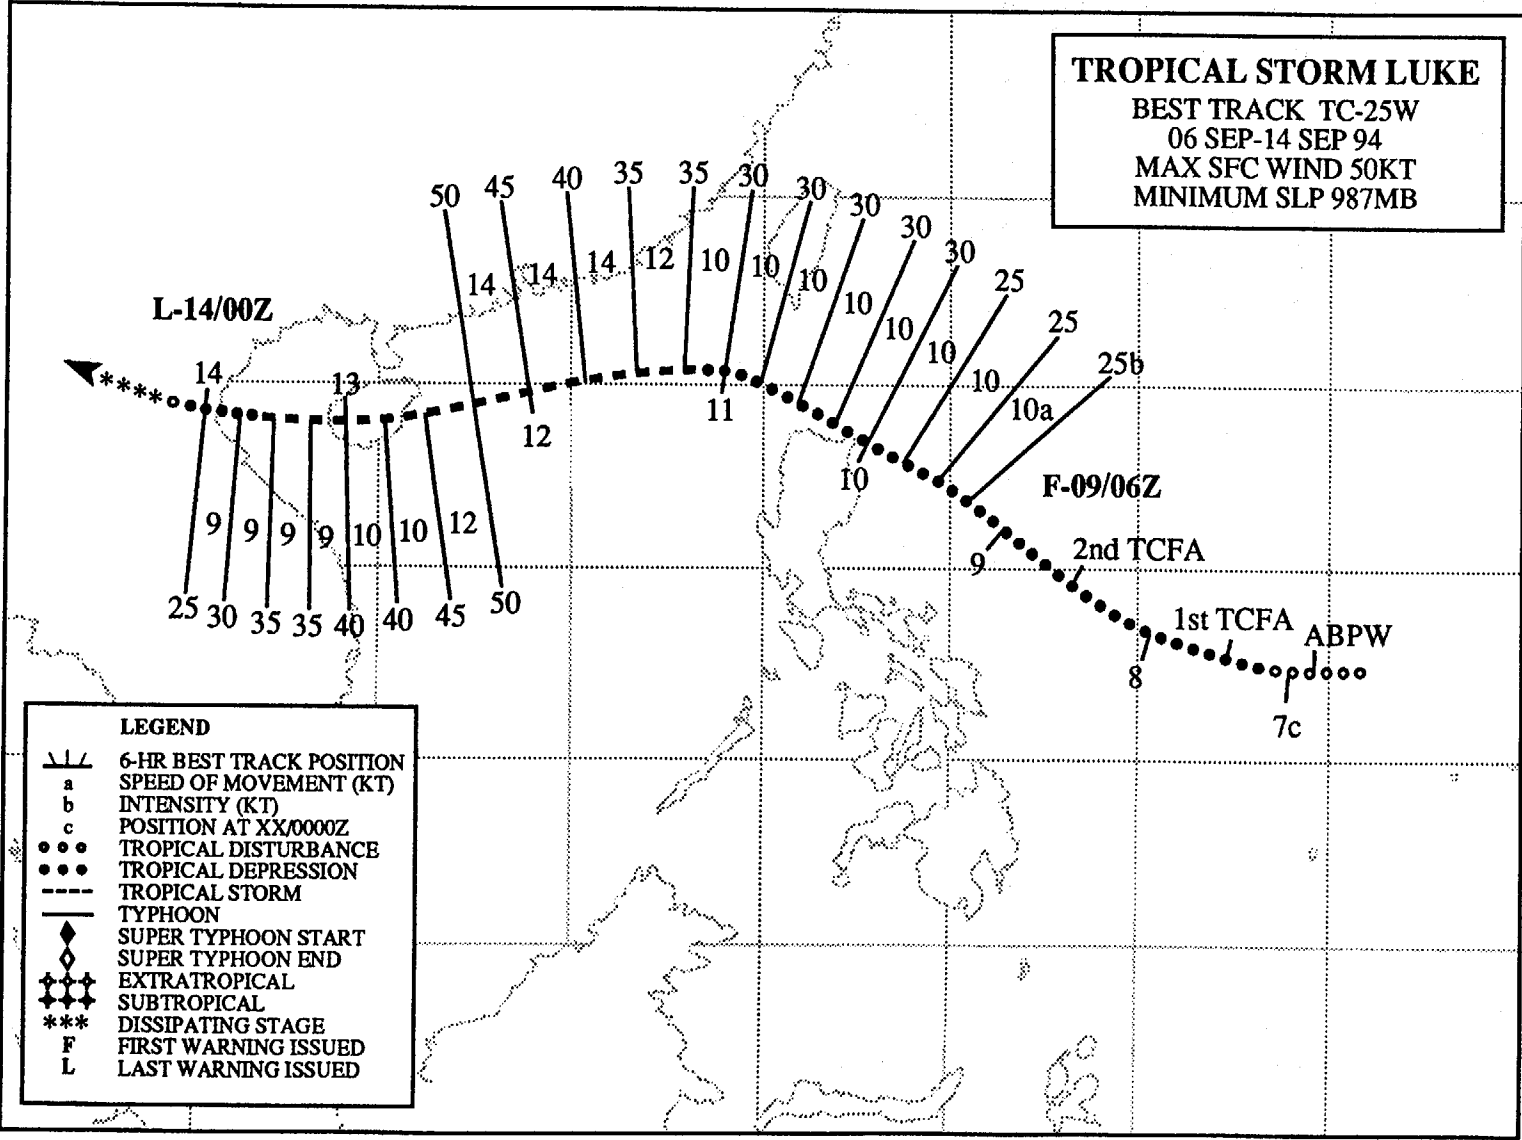 TROPICAL STORM LUKE
BEST TRACK TC-25W
06 SEP-14 SEP 94
MAX SFC WIND 50KT
MINIMUM SLP 987MB
50 45 40 35 35 30 30 30 30 30 25 25 25b
14 14 14 12 10 10 10 10 10 10 10 10a
L-14/00Z
14 13 12 11 10 9 8 7c
F-09/06Z
2nd TCFA
1st TCFA
ABPW
9 9 9 9 10 10 12
25 30 35 35 40 40 45 50
LEGEND
6-HR BEST TRACK POSITION
a SPEED OF MOVEMENT (KT)
b INTENSITY (KT)
c POSITION AT XX/0000Z
TROPICAL DISTURBANCE
TROPICAL DEPRESSION
TROPICAL STORM
TYPHOON
SUPER TYPHOON START
SUPER TYPHOON END
EXTRATROPICAL
SUBTROPICAL
*** DISSIPATING STAGE
F FIRST WARNING ISSUED
L LAST WARNING ISSUED